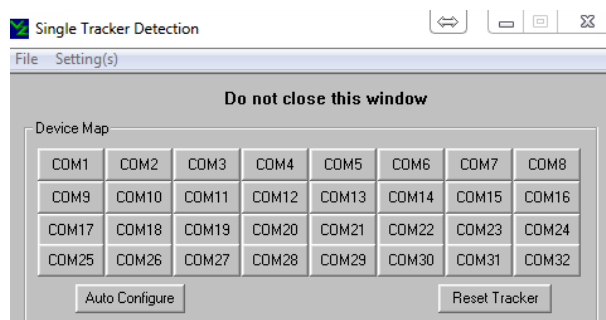 Single Tracker Detection
File Setting(s)
Do not close this window
Device Map
COM1 COM2 COM3 COM4 COM5 COM6 COM7 COM8
COM9 COM10 COM11 COM12 COM13 COM14 COM15 COM16
COM17 COM18 COM19 COM20 COM21 COM22 COM23 COM24
COM25 COM26 COM27 COM28 COM29 COM30 COM31 COM32
Auto Configure Reset Tracker